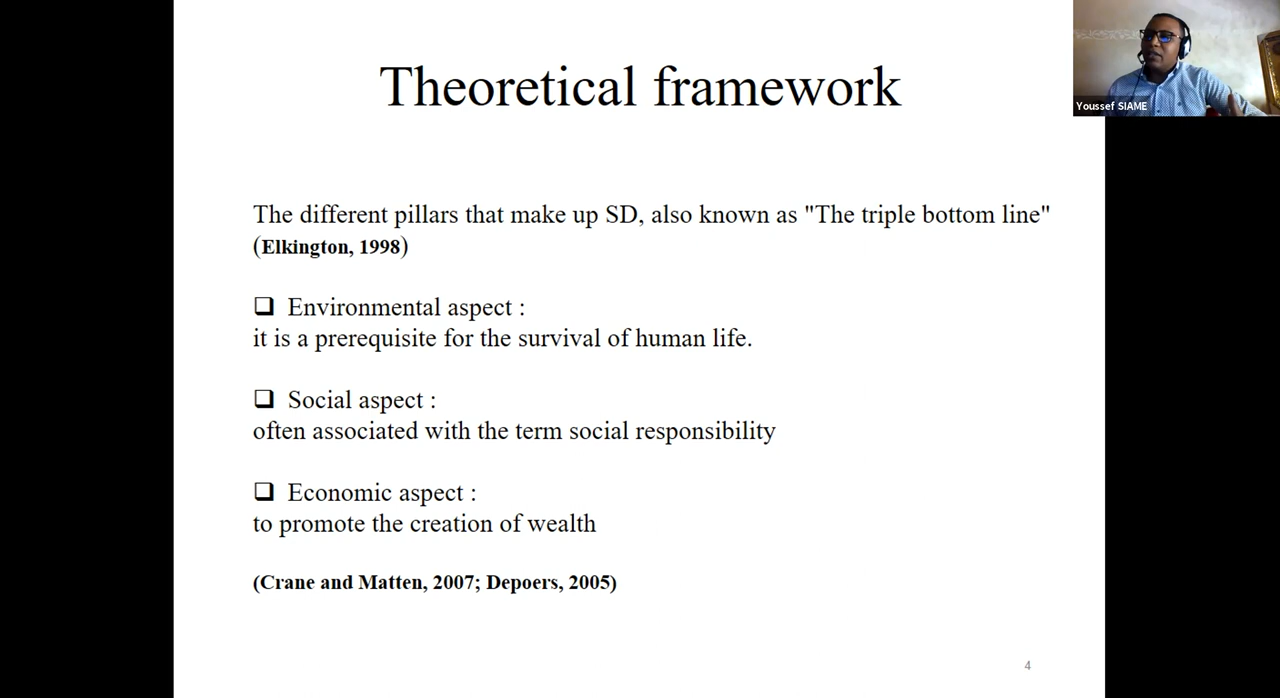 Theoretical framework
Youssef SIAME
The different pillars that make up SD, also known as "The triple bottom line"
(Elkington, 1998)
❑ Environmental aspect :
it is a prerequisite for the survival of human life.
❑ Social aspect :
often associated with the term social responsibility
❑ Economic aspect :
to promote the creation of wealth
(Crane and Matten, 2007; Depoers, 2005)
4